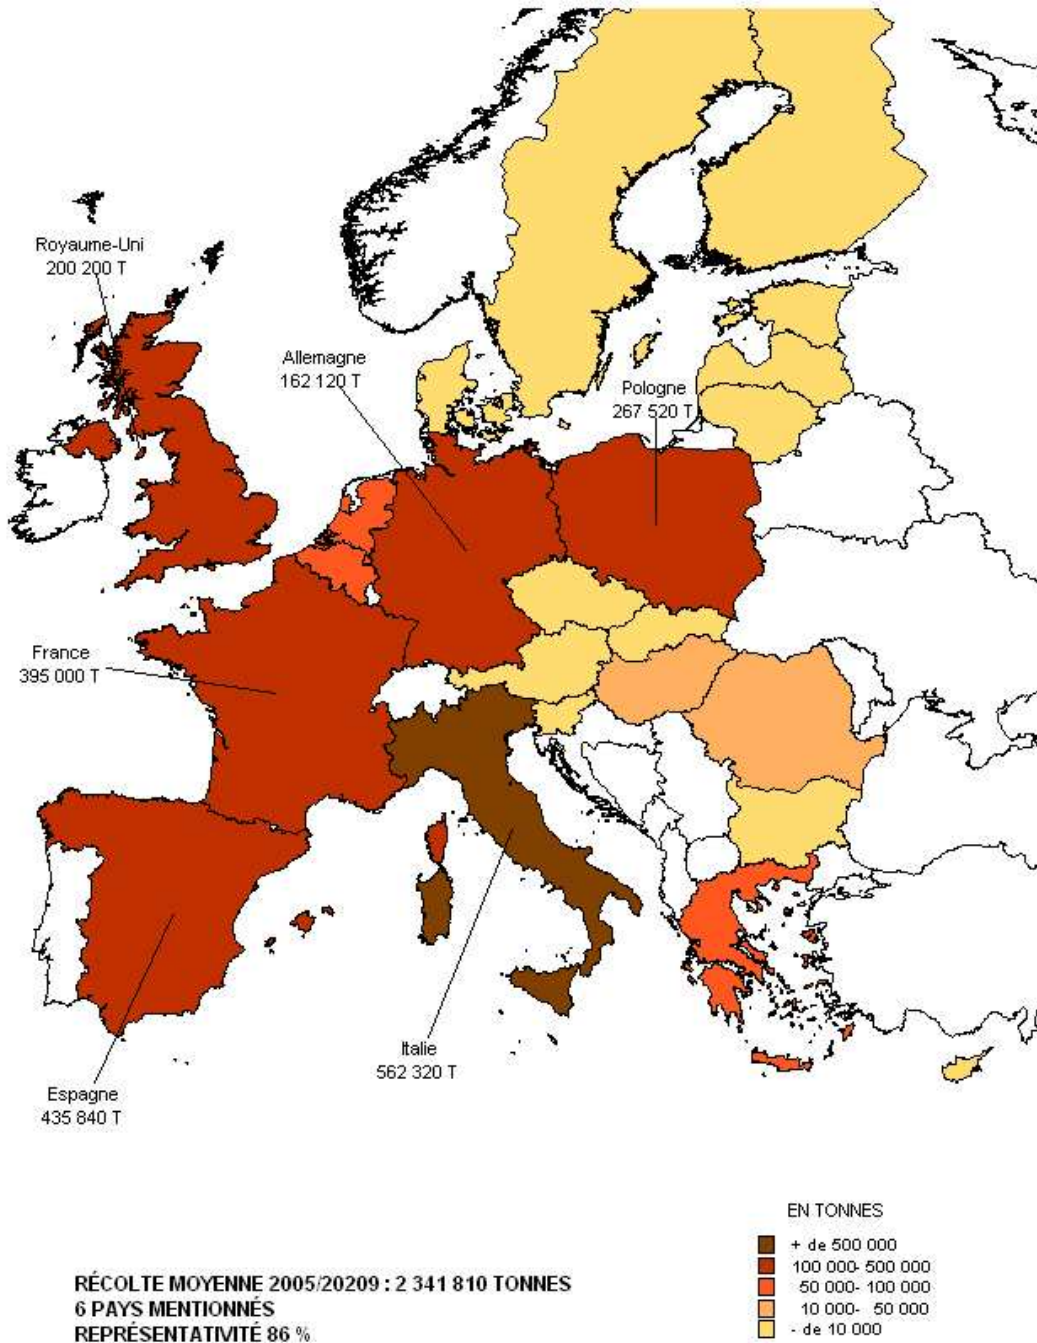 Royaume-Uni
200 200 T
Allemagne
162 120 T
Pologne
267 520 T
France
395 000 T
Italie
562 320 T
Espagne
435 840 T
EN TONNES
+ de 500 000
100 000- 500 000
50 000- 100 000
10 000- 50 000
- de 10 000
RÉCOLTE MOYENNE 2005/20209 : 2 341 810 TONNES
6 PAYS MENTIONNÉS
REPRÉSENTATIVITÉ 86 %